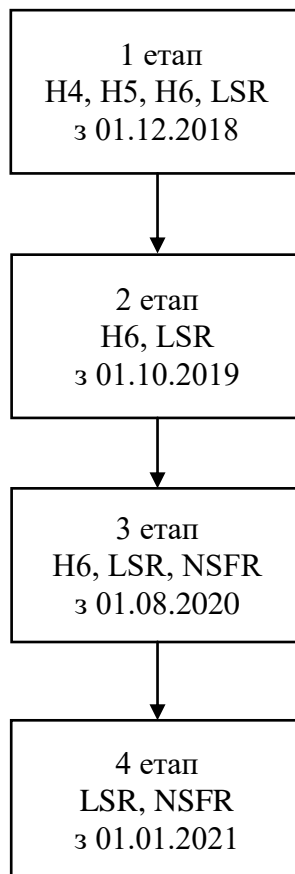 1 етап
Н4, Н5, Н6, LSR
з 01.12.2018
2 етап
Н6, LSR
з 01.10.2019
3 етап
Н6, LSR, NSFR
з 01.08.2020
4 етап
LSR, NSFR
з 01.01.2021